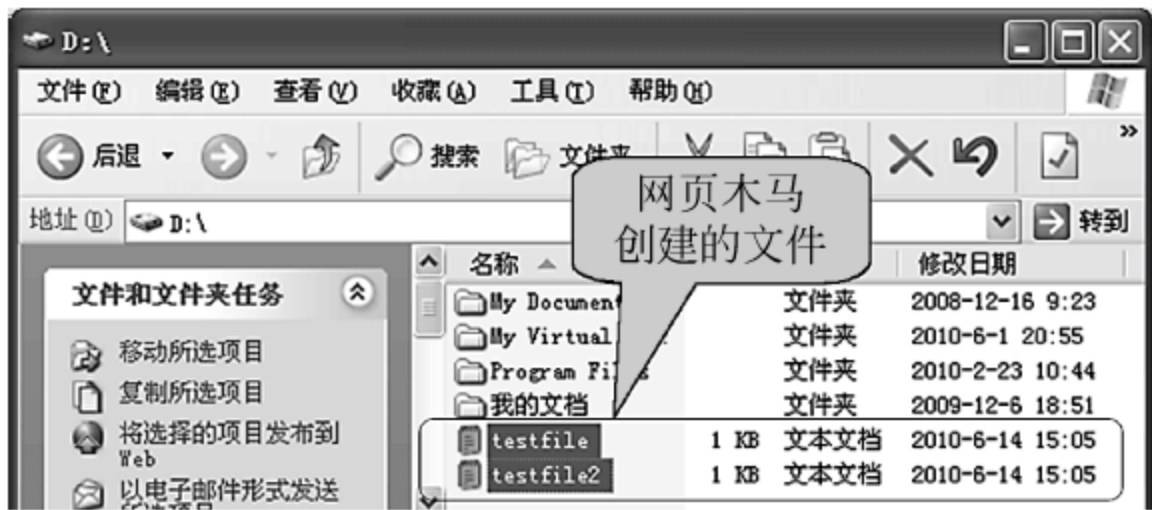 D:\
文件(F) 编辑(E) 查看(V) 收藏(A) 工具(T) 帮助(H)
后退 搜索 文件夹 »
地址(D) D:\ 转到
网页木马
创建的文件
名称 修改日期
文件和文件夹任务
移动所选项目
复制所选项目
将选择的项目发布到
Web
以电子邮件形式发送
所选项目
My Document 文件夹 2008-12-16 9:23
My Virtual 文件夹 2010-6-1 20:55
Program 文件夹 2010-2-23 10:44
我的文档 文件夹 2009-12-6 18:51
testfile 1 KB 文本文档 2010-6-14 15:05
testfile2 1 KB 文本文档 2010-6-14 15:05